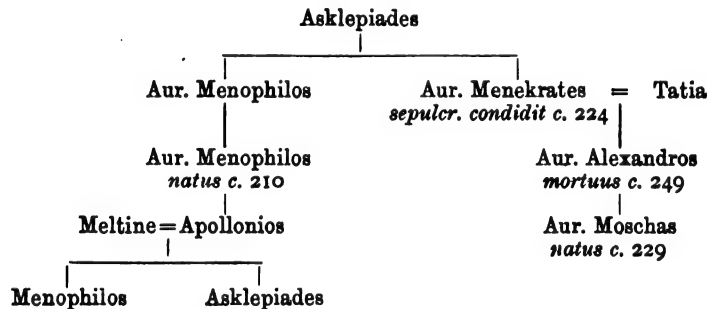 Asklepiades
Aur. Menophilos Aur. Menekrates = Tatia
sepulcr. condidit c. 224
Aur. Menophilos Aur. Alexandros
natus c. 210 mortuus c. 249
Meltine=Apollonios Aur. Moschas
natus c. 229
Menophilos Asklepiades